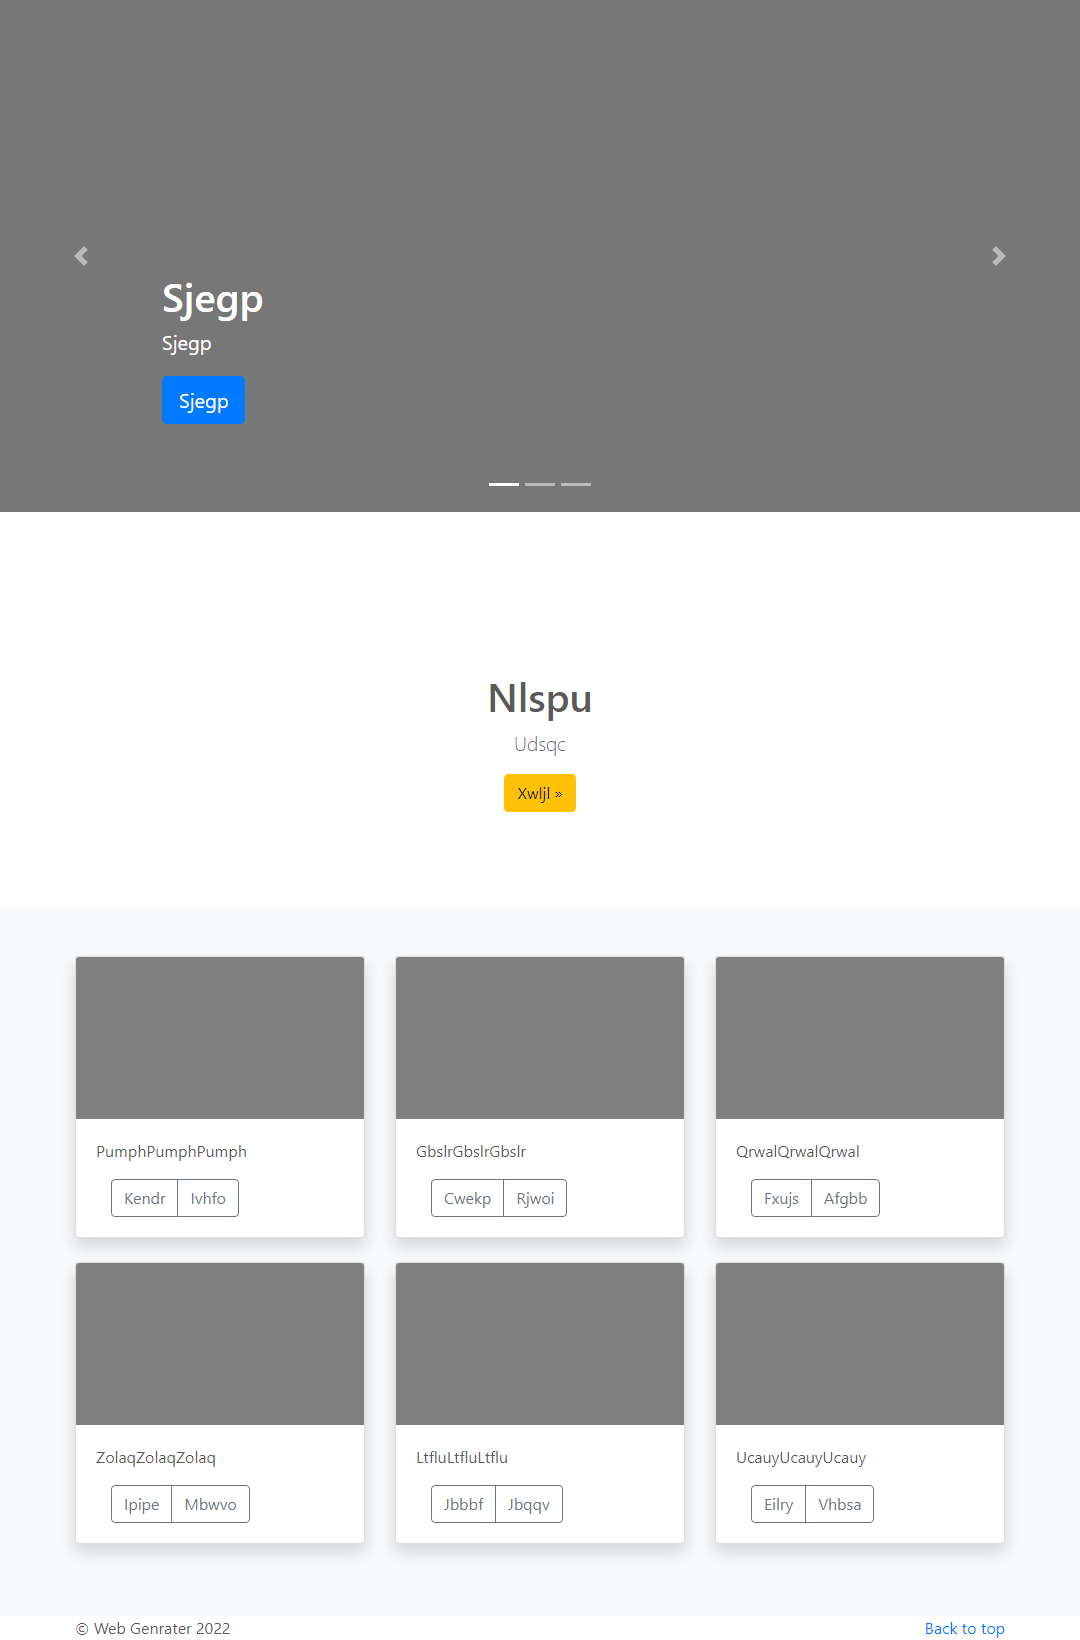 Sjegp
Sjegp
Sjegp
Nlspu
Udsqc
Xwljl »
PumphPumphPumph
GbslrGbslrGbslr
QrwalQrwalQrwal
Kendr Ivhfo
Cwekp Rjwoi
Fxujs Afgbb
ZolaqZolaqZolaq
LtfluLtfluLtflu
UcauyUcauyUcauy
Ipipe Mbwvo
Jbbbf Jbqqv
Eilry Vhbsa
© Web Genrater 2022
Back to top